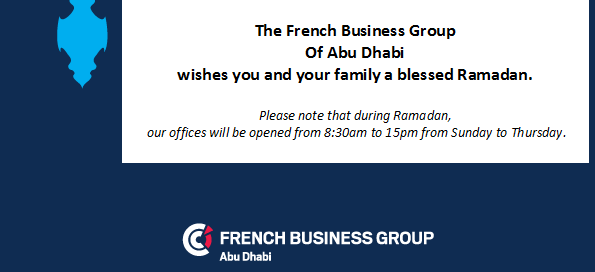 The French Business Group
Of Abu Dhabi
wishes you and your family a blessed Ramadan.
Please note that during Ramadan,
our offices will be opened from 8:30am to 15pm from Sunday to Thursday.
FRENCH BUSINESS GROUP
Abu Dhabi